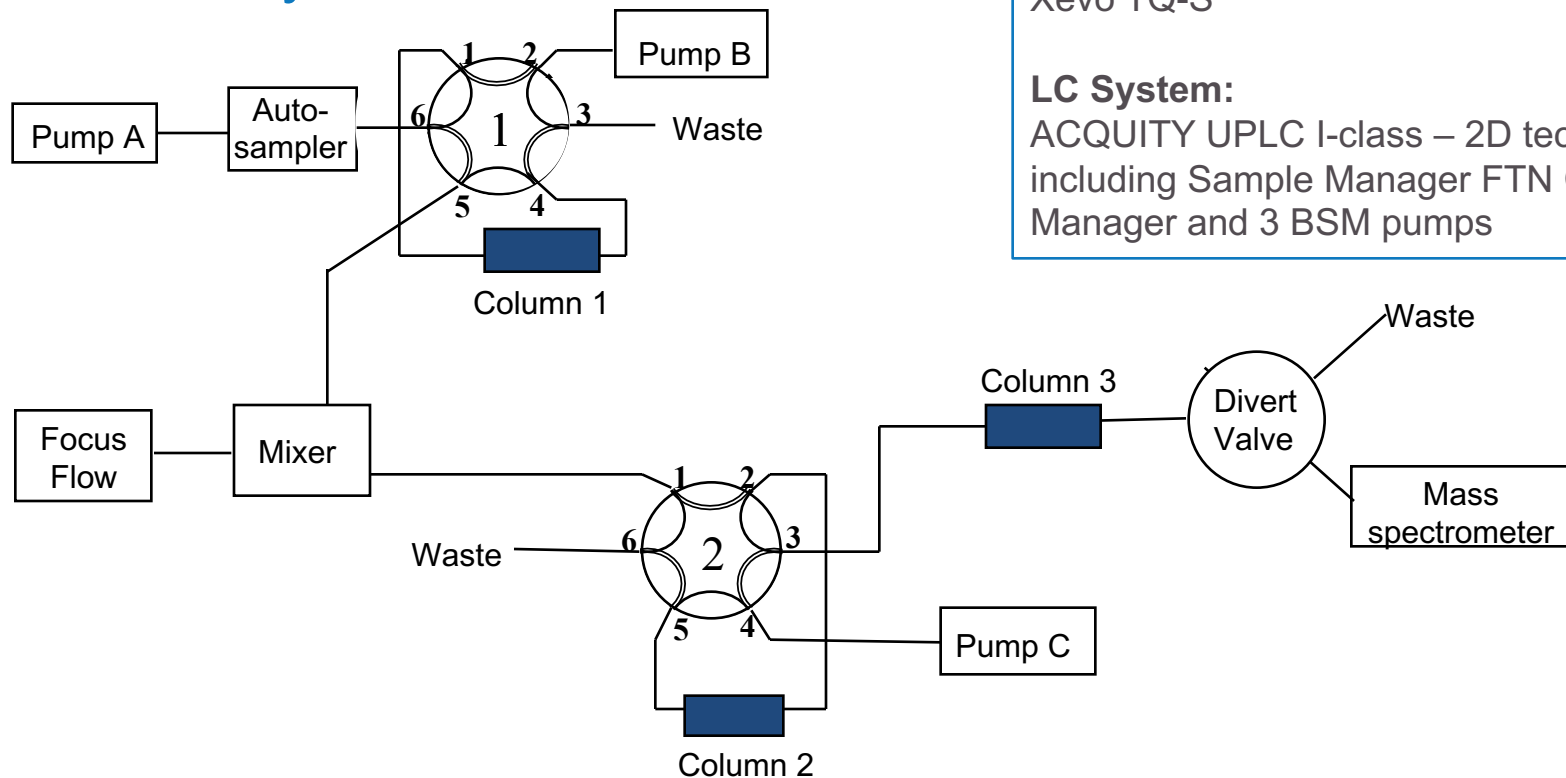 LC System:
ACQUITY UPLC I-class – 2D
including Sample Manager FTN
Manager and 3 BSM pumps
Pump B
1
2
3
4
5
6
1
Waste
Pump A
Auto-
sampler
Column 1
Waste
Column 3
Divert
Valve
Focus
Flow
Mixer
1
2
3
4
5
6
2
Waste
Mass
spectrometer
Pump C
Column 2